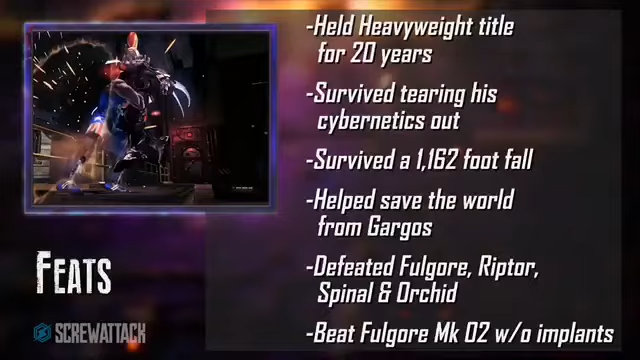 -Held Heavyweight title
for 20 years
-Survived tearing his
cybernetics out
-Survived a 1,162 foot fall
-Helped save the world
from Gargos
-Defeated Fulgore, Riptor,
Spinal & Orchid
-Beat Fulgore Mk 02 w/o implants
FEATS
SCREWATTACK